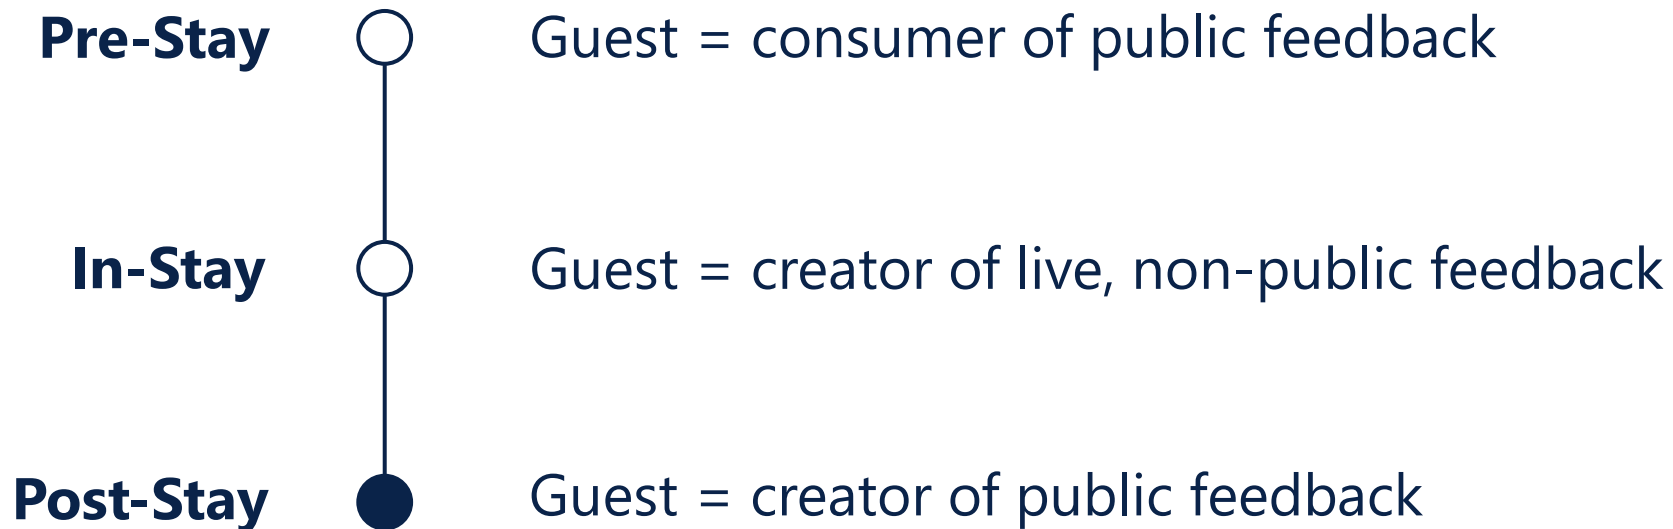 Pre-Stay Guest = consumer of public feedback
In-Stay Guest = creator of live, non-public feedback
Post-Stay Guest = creator of public feedback